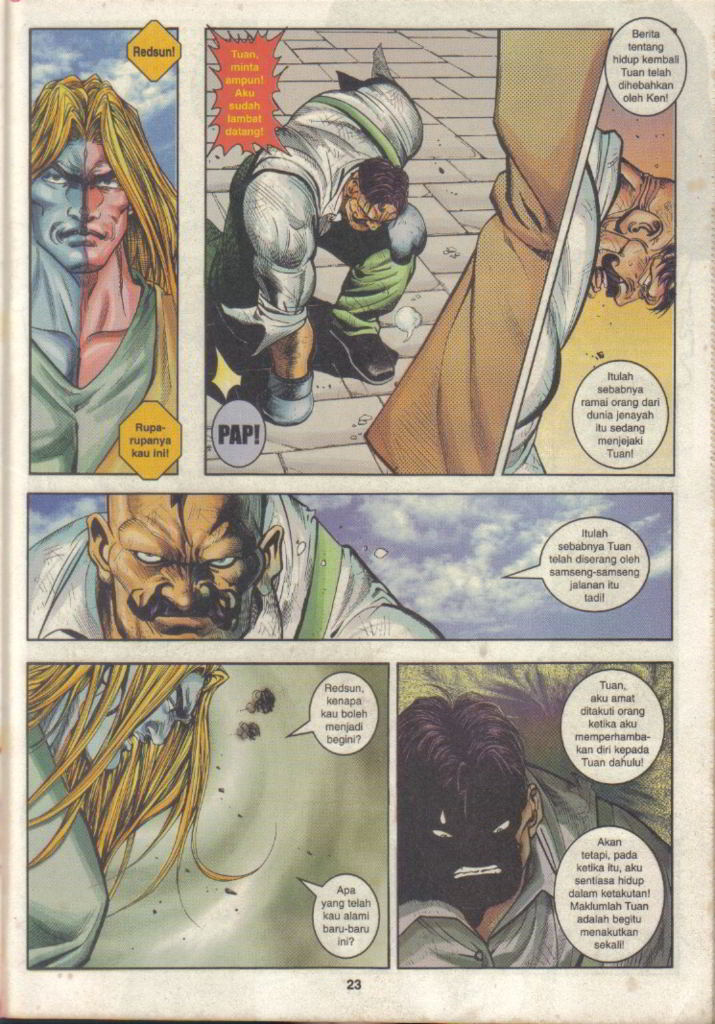 Redsun!
Rupa-
rupanya
kau ini!
Tuan,
minta
ampun!
Aku
sudah
lambat
datang!
PAP!
Berita
tentang
hidup kembali
Tuan telah
dihebahkan
oleh Ken!
Itulah
sebabnya
ramai orang dari
dunia jenayah
itu sedang
menjejaki
Tuan!
Itulah
sebabnya Tuan
telah diserang oleh
samseng-samseng
jalanan itu
tadi!
Redsun,
kenapa
kau boleh
menjadi
begini?
Apa
yang telah
kau alami
baru-baru
ini?
Tuan,
aku amat
ditakuti orang
ketika aku
memperhamba-
kan diri kepada
Tuan dahulu!
Akan
tetapi, pada
ketika itu, aku
sentiasa hidup
dalam ketakutan!
Maklumlah Tuan
adalah begitu
menakutkan
sekali!
23